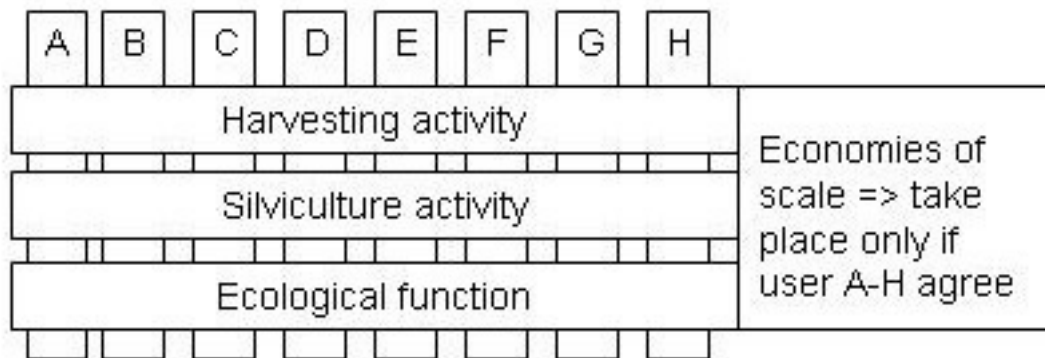 A B C D E F G H
Harvesting activity
Silviculture activity
Ecological function
Economies of
scale => take
place only if
user A-H agree